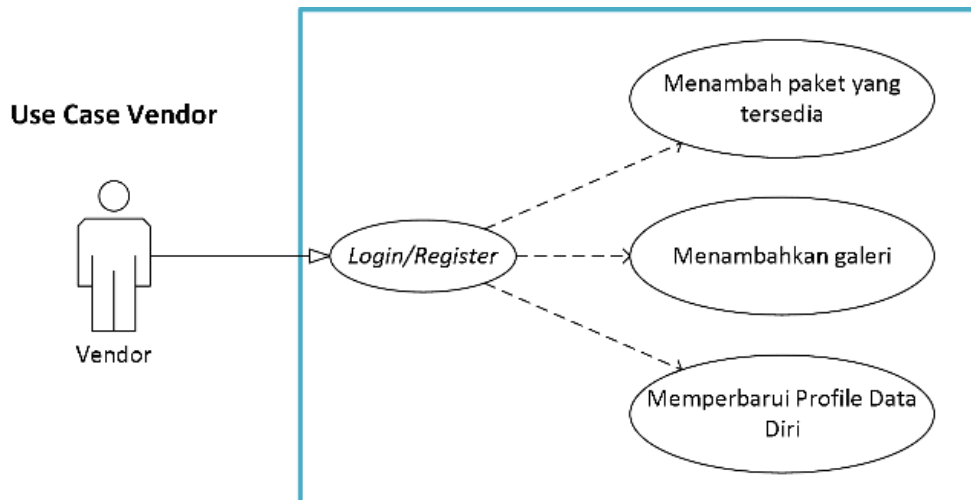 Use Case Vendor
Vendor
Login/Register
Menambah paket yang
tersedia
Menambahkan galeri
Memperbarui Profile Data
Diri